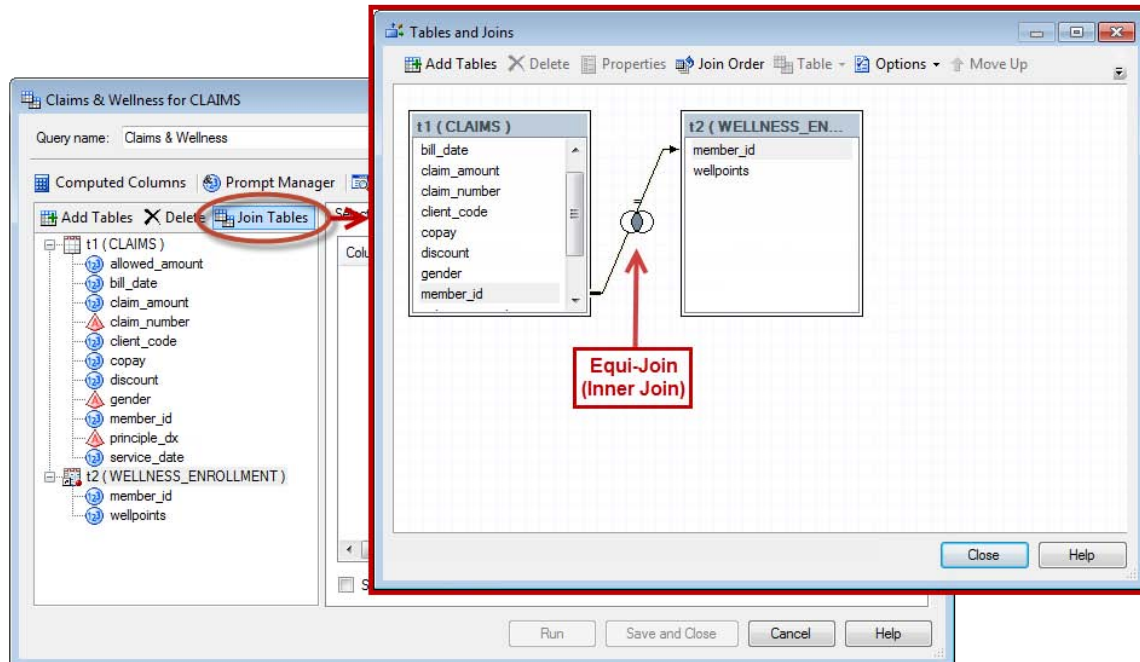 Tables and Joins
Add Tables Delete Properties Join Order Table Options Move Up
t1 ( CLAIMS )
bill_date
claim_amount
claim_number
client_code
copay
discount
gender
member_id
t2 ( WELLNESS_EN...
member_id
wellpoints
=
Equi-Join
(Inner Join)
Close Help
Claims & Wellness for CLAIMS
Query name: Claims & Wellness
Computed Columns Prompt Manager
Add Tables Delete Join Tables
t1 ( CLAIMS )
allowed_amount
bill_date
claim_amount
claim_number
client_code
copay
discount
gender
member_id
principle_dx
service_date
t2 ( WELLNESS_ENROLLMENT )
member_id
wellpoints
Colu
S
Run Save and Close Cancel Help